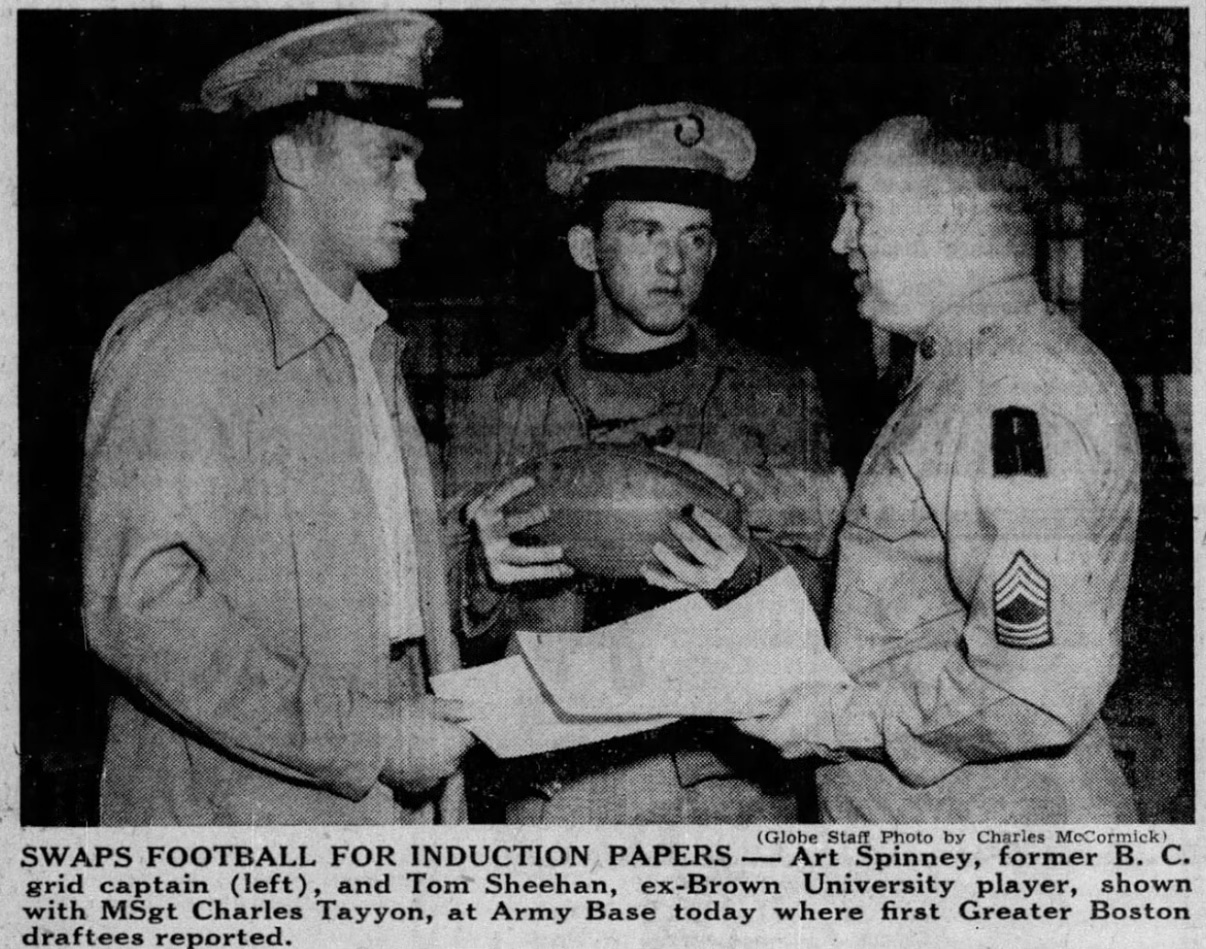 (Globe Staff Photo by Charles McCormick)
SWAPS FOOTBALL FOR INDUCTION PAPERS — Art Spinney, former B. C.
grid captain (left), and Tom Sheehan, ex-Brown University player, shown
with MSgt Charles Tayyon, at Army Base today where first Greater Boston
draftees reported.